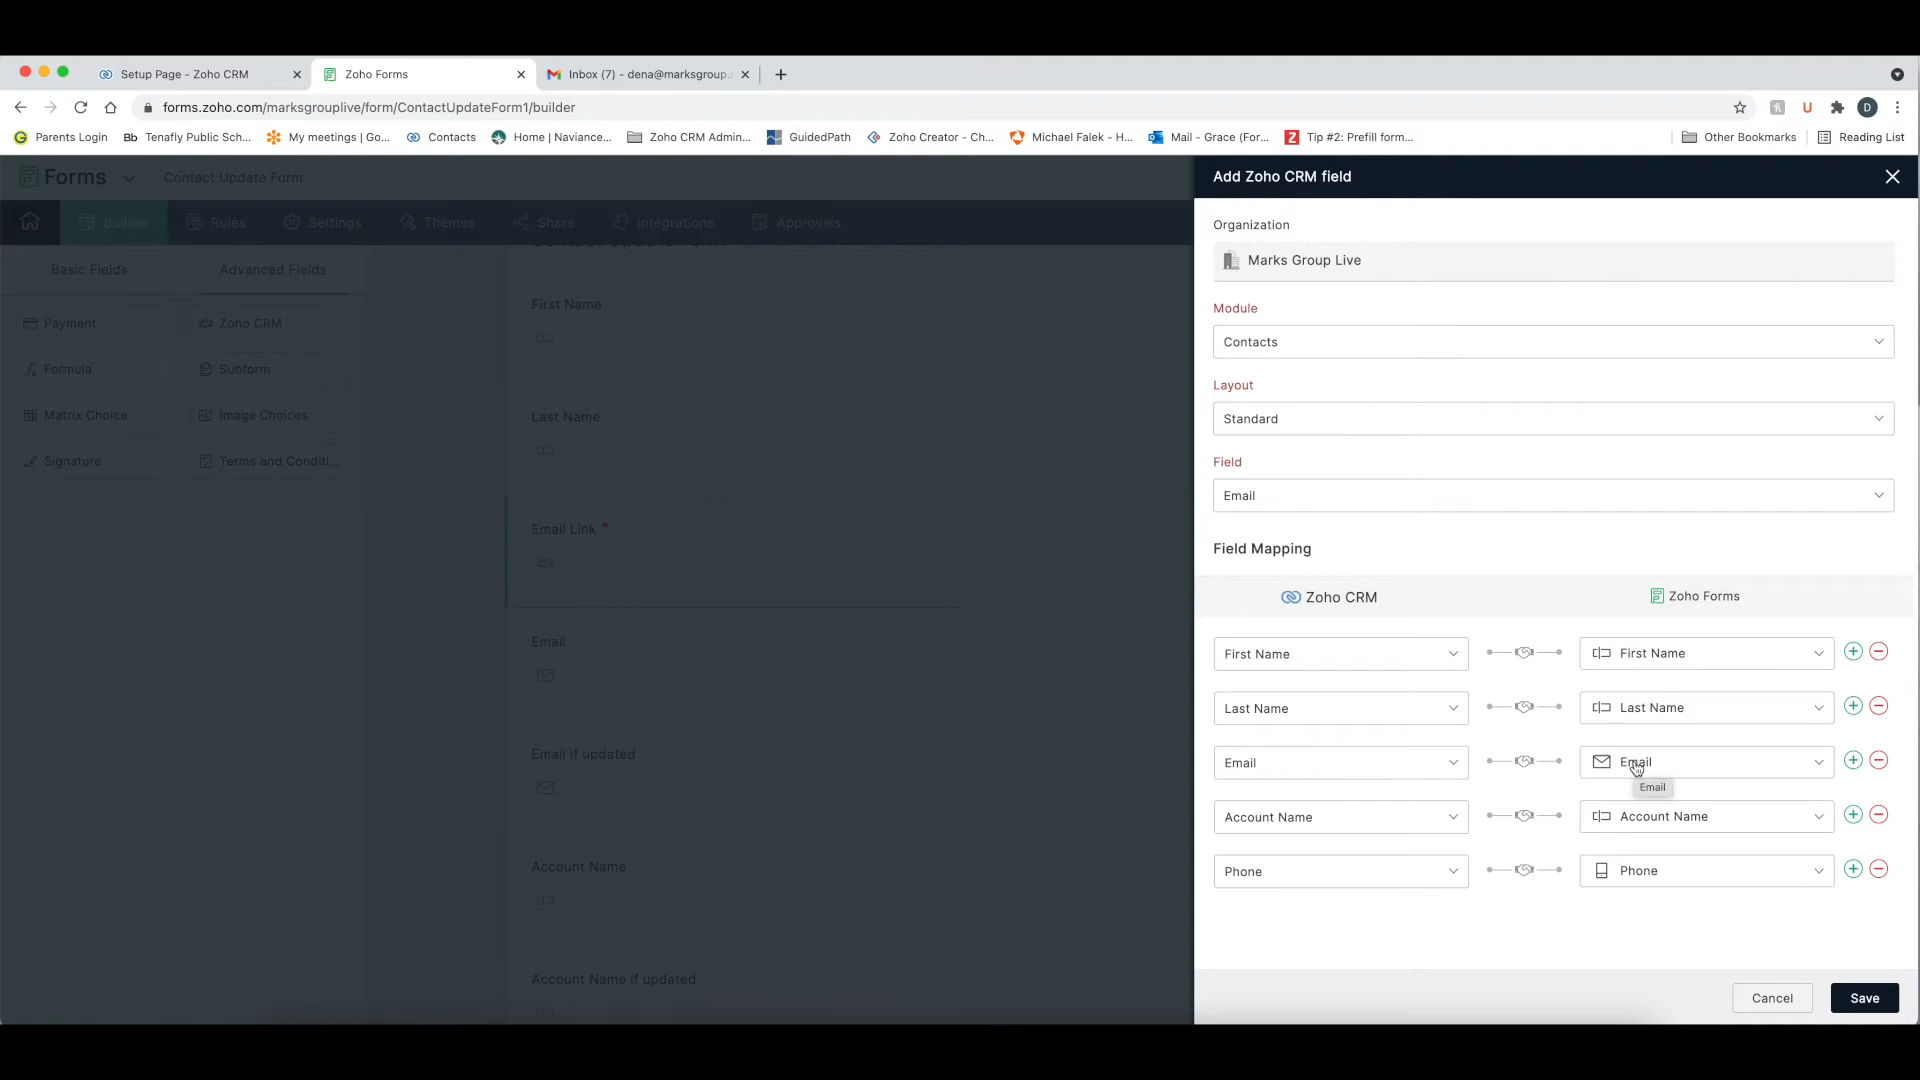 Setup Page - Zoho CRM
Zoho Forms
Inbox (7) - dena@marksgroup.
forms.zoho.com/marksgrouplive/form/ContactUpdateForm1/builder
D
Parents Login
Bb Tenafly Public Sch...
My meetings | Go...
Contacts
Home | Naviance...
Zoho CRM Admin...
GuidedPath
Zoho Creator - Ch...
Michael Falek - H...
Mail - Grace (For...
Tip #2: Prefill form...
Other Bookmarks
Reading List
Forms
Contact Update Form
Builder
Rules
Settings
Themes
Share
Integrations
Approvals
Basic Fields
Advanced Fields
Payment
Zoho CRM
Formula
Subform
Matrix Choice
Image Choices
Signature
Terms and Conditi...
First Name
Last Name
Email Link *
Email
Email if updated
Account Name
Account Name if updated
Add Zoho CRM field
Organization
Marks Group Live
Module
Contacts
Layout
Standard
Field
Email
Field Mapping
Zoho CRM
Zoho Forms
First Name
First Name
Last Name
Last Name
Email
Email
Email
Account Name
Account Name
Phone
Phone
Cancel
Save